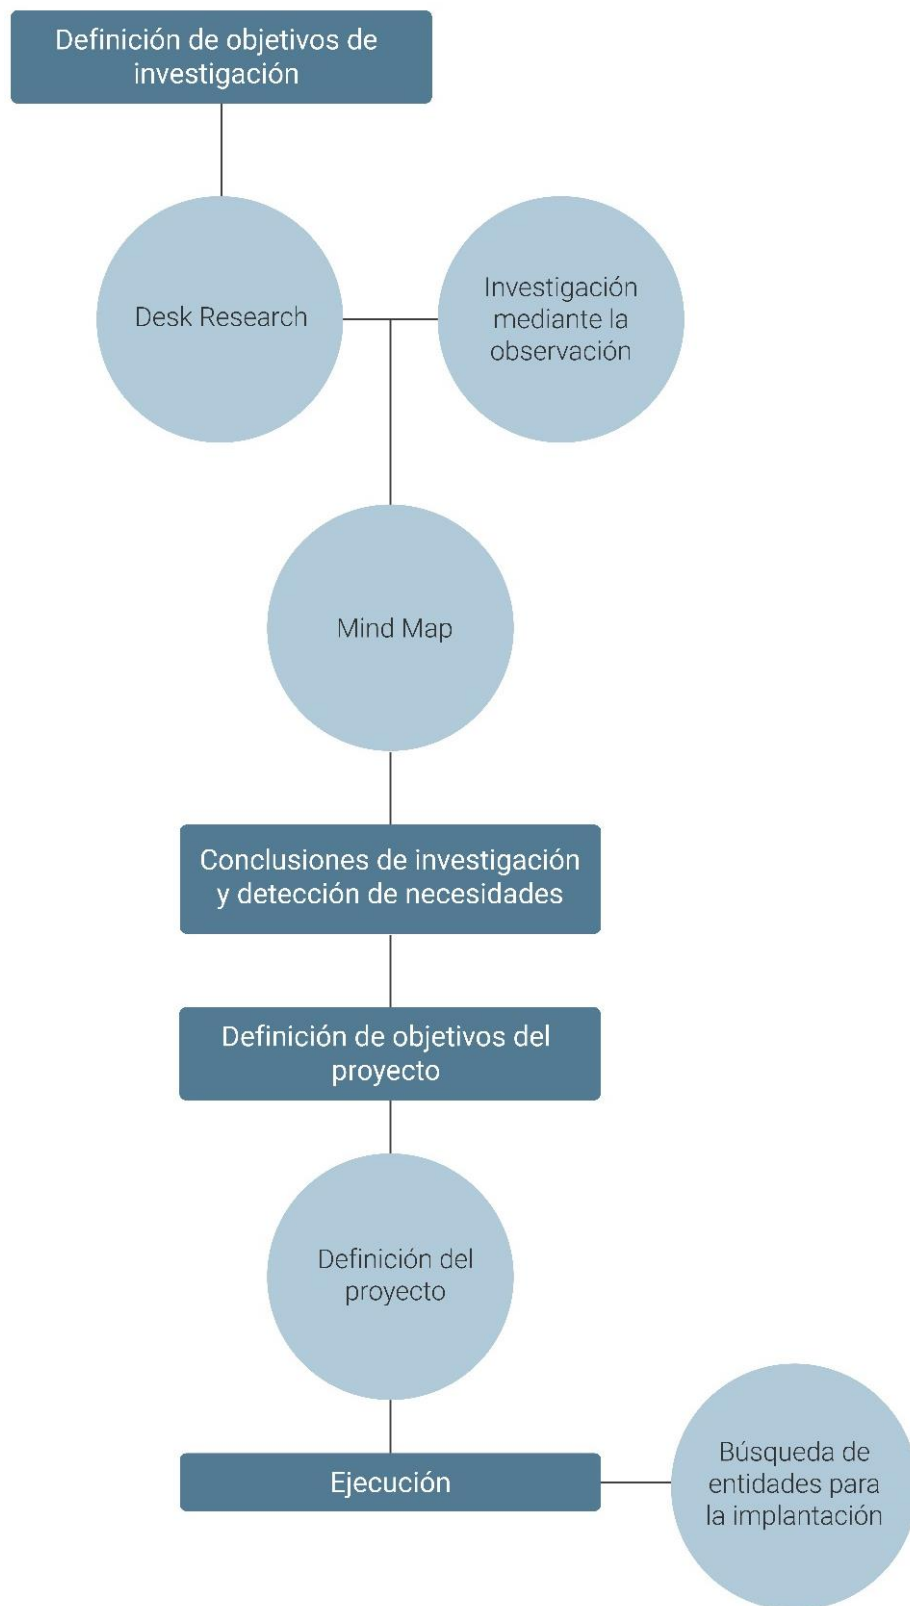 Definición de objetivos de
investigación
Desk Research
Investigación
mediante la
observación
Mind Map
Conclusiones de investigación
y detección de necesidades
Definición de objetivos del
proyecto
Definición del
proyecto
Ejecución
Búsqueda de
entidades para
la implantación